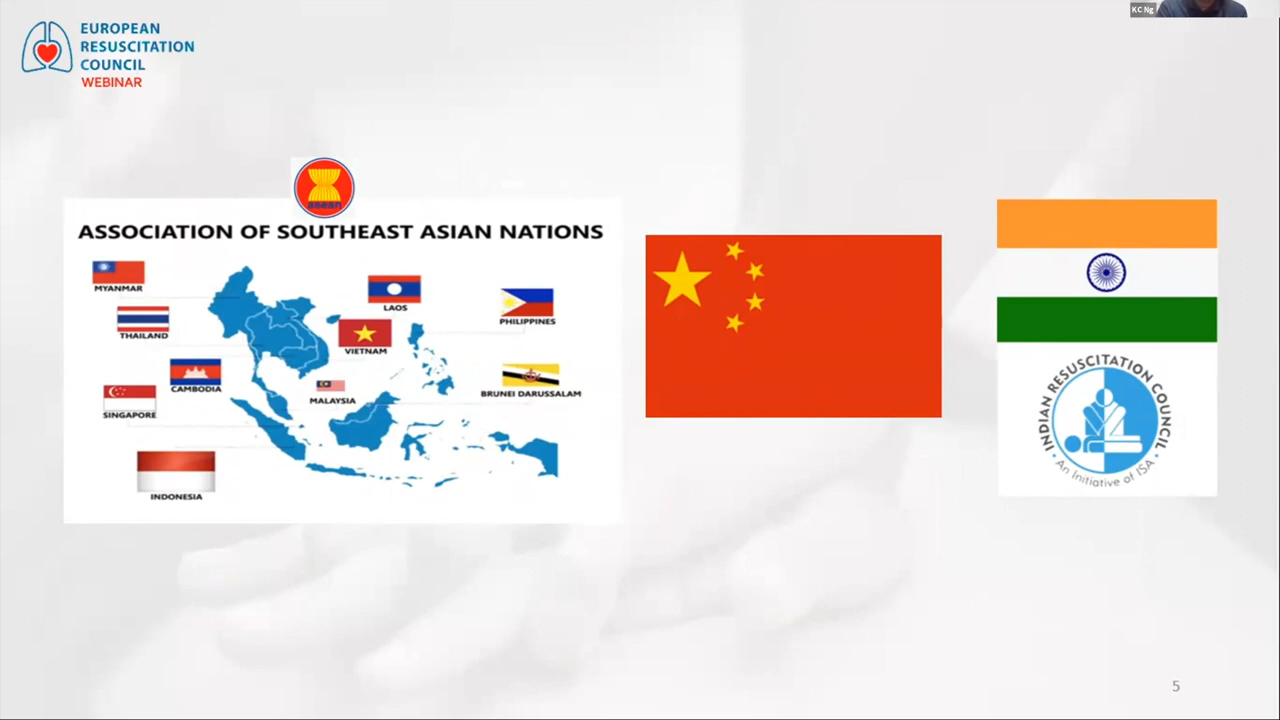 KC Ng
EUROPEAN
RESUSCITATION
COUNCIL
WEBINAR
asean
ASSOCIATION OF SOUTHEAST ASIAN NATIONS
MYANMAR
LAOS
PHILIPPINES
THAILAND
VIETNAM
CAMBODIA
MALAYSIA
BRUNEI DARUSSALAM
SINGAPORE
INDONESIA
INDIAN RESUSCITATION COUNCIL
• An Initiative of ISA •
5